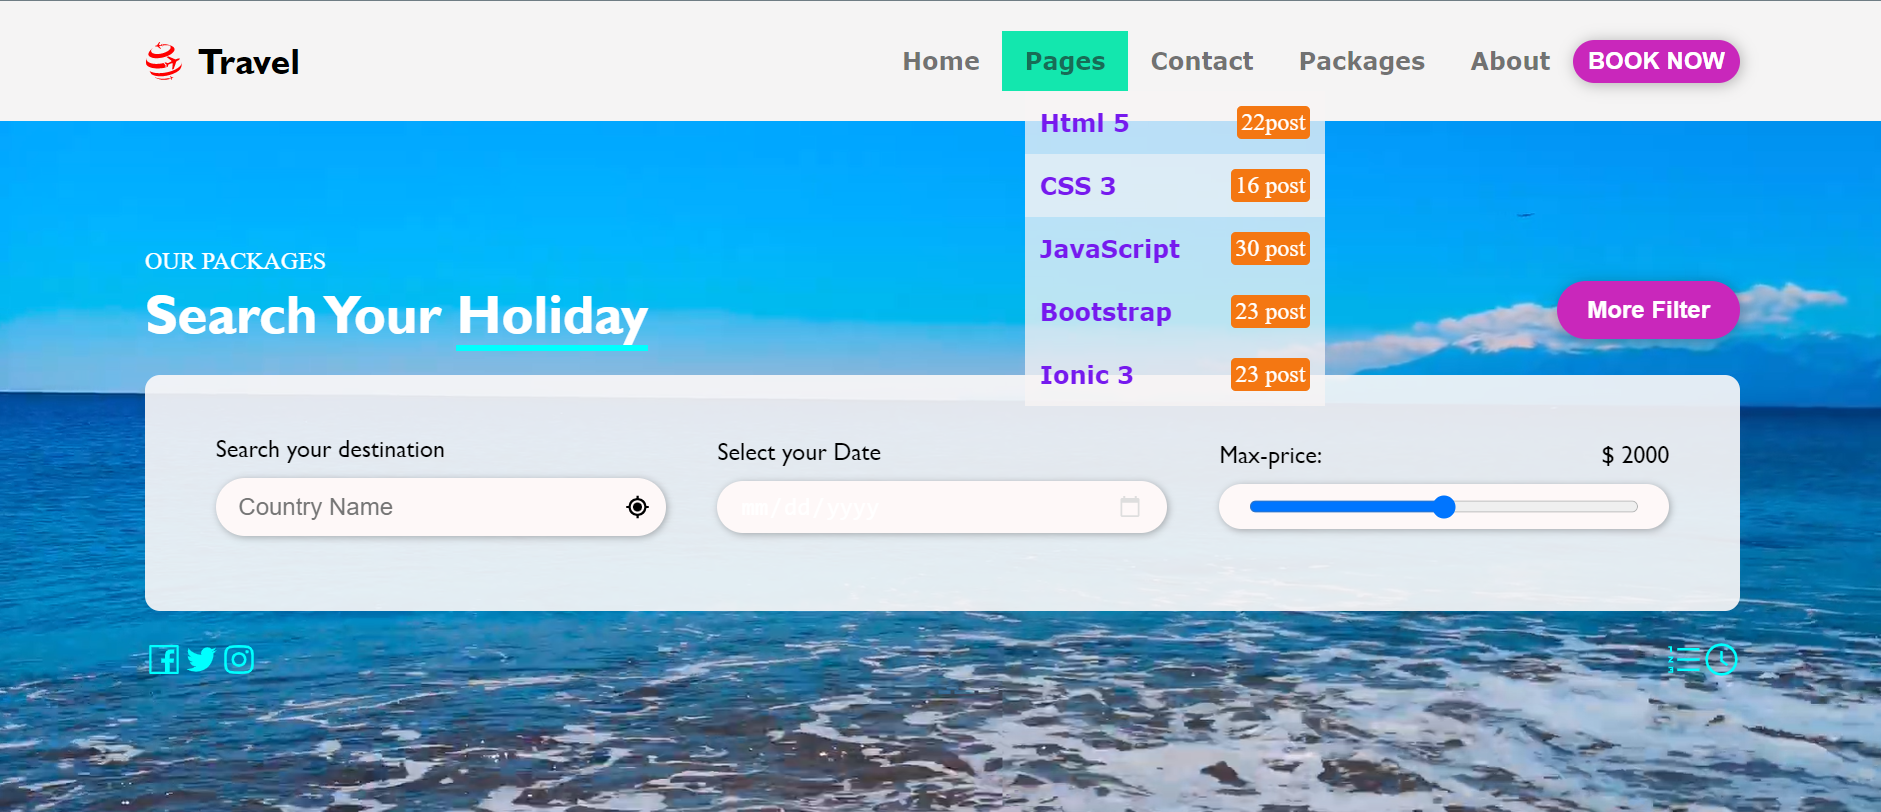 Travel
Home Pages Contact Packages About BOOK NOW
Html 5 22post
CSS 3 16 post
JavaScript 30 post
Bootstrap 23 post
Ionic 3 23 post
OUR PACKAGES
Search Your Holiday
More Filter
Search your destination
Country Name
Select your Date
mm/dd/yyyy
Max-price: $ 2000